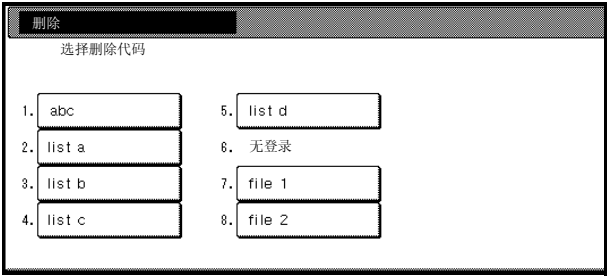 删除
选择删除代码
1. abc
2. list a
3. list b
4. list c
5. list d
6. 无登录
7. file 1
8. file 2